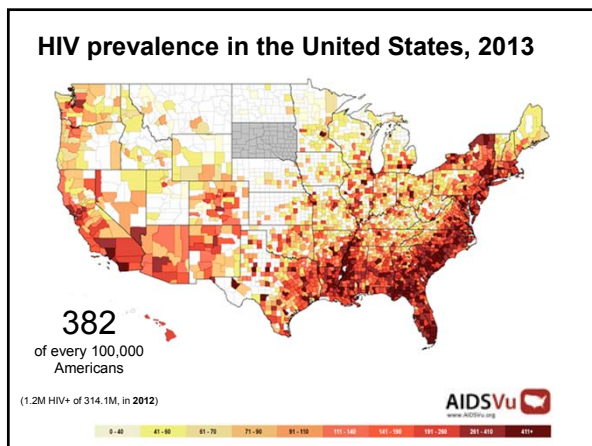 HIV prevalence in the United States, 2013
382
of every 100,000
Americans
(1.2M HIV+ of 314.1M, in 2012)
AIDSVu
www.AIDSVu.org
0 - 40 41 - 60 61 - 70 71 - 90 91 - 110 111 - 140 141 - 190 191 - 260 261 - 410 411+